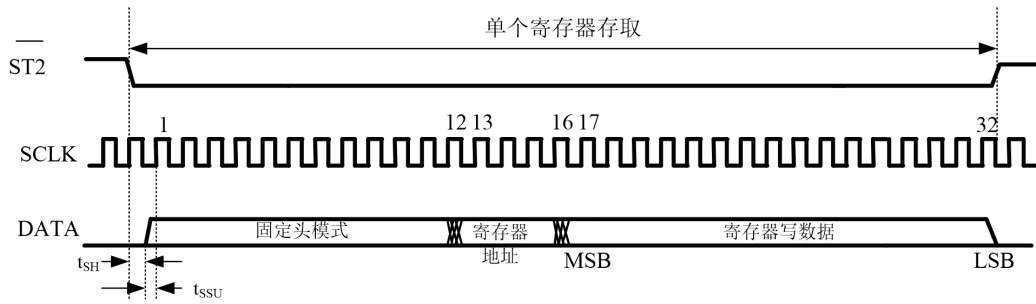 单个寄存器存取
ST2
1 12 13 16 17 32
SCLK
DATA 固定头模式 寄存器 寄存器写数据
地址 MSB LSB
tSH
tSSU